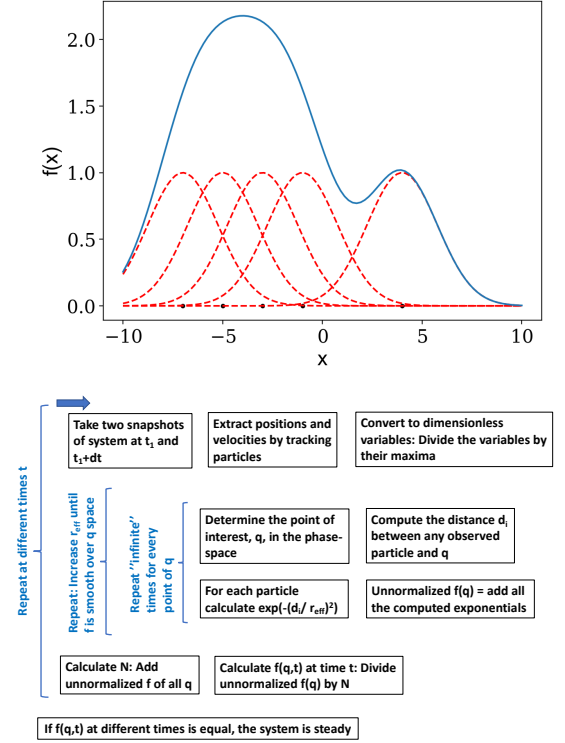 2.0
1.5
1.0
0.5
0.0
f(x)
−10
−5
0
5
10
x
Take two snapshots
of system at t₁ and
t₁+dt
Extract positions and
velocities by tracking
particles
Convert to dimensionless
variables: Divide the variables by
their maxima
Repeat at different times t
Repeat: Increase r_eff until
f is smooth over q space
Repeat "infinite"
times for every
point of q
Determine the point of
interest, q, in the phase-
space
Compute the distance dᵢ
between any observed
particle and q
For each particle
calculate exp(-(dᵢ/ r_eff)²)
Unnormalized f(q) = add all
the computed exponentials
Calculate N: Add
unnormalized f of all q
Calculate f(q,t) at time t: Divide
unnormalized f(q) by N
If f(q,t) at different times is equal, the system is steady